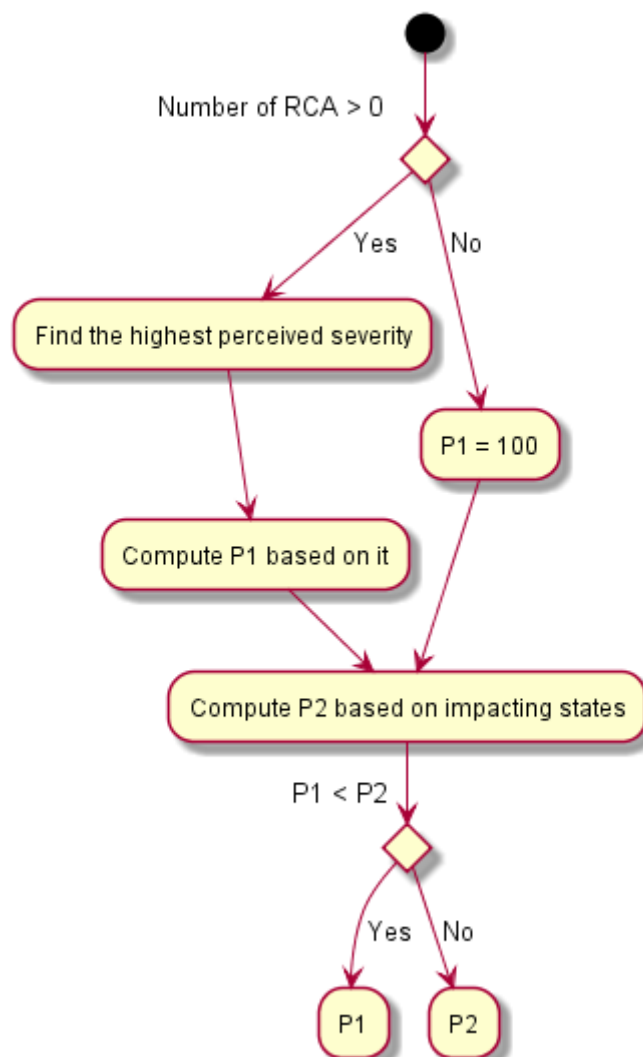 Number of RCA > 0
Yes
No
Find the highest perceived severity
P1 = 100
Compute P1 based on it
Compute P2 based on impacting states
P1 < P2
Yes
No
P1
P2